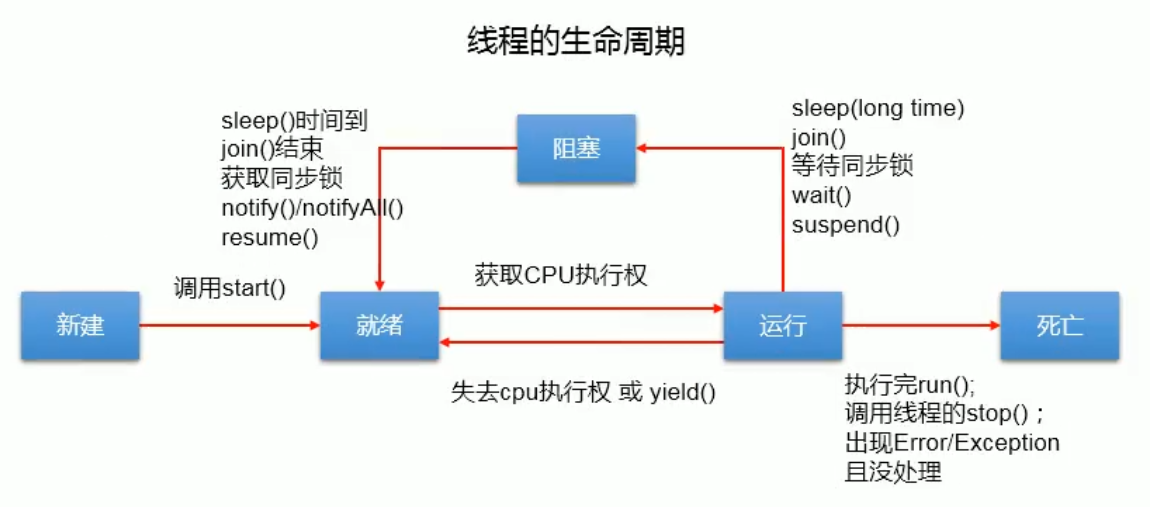 线程的生命周期
sleep()时间到
join()结束
获取同步锁
notify()/notifyAll()
resume()
阻塞
sleep(long time)
join()
等待同步锁
wait()
suspend()
调用start()
获取CPU执行权
新建
就绪
运行
死亡
失去cpu执行权 或 yield()
执行完run();
调用线程的stop() ;
出现Error/Exception
且没处理